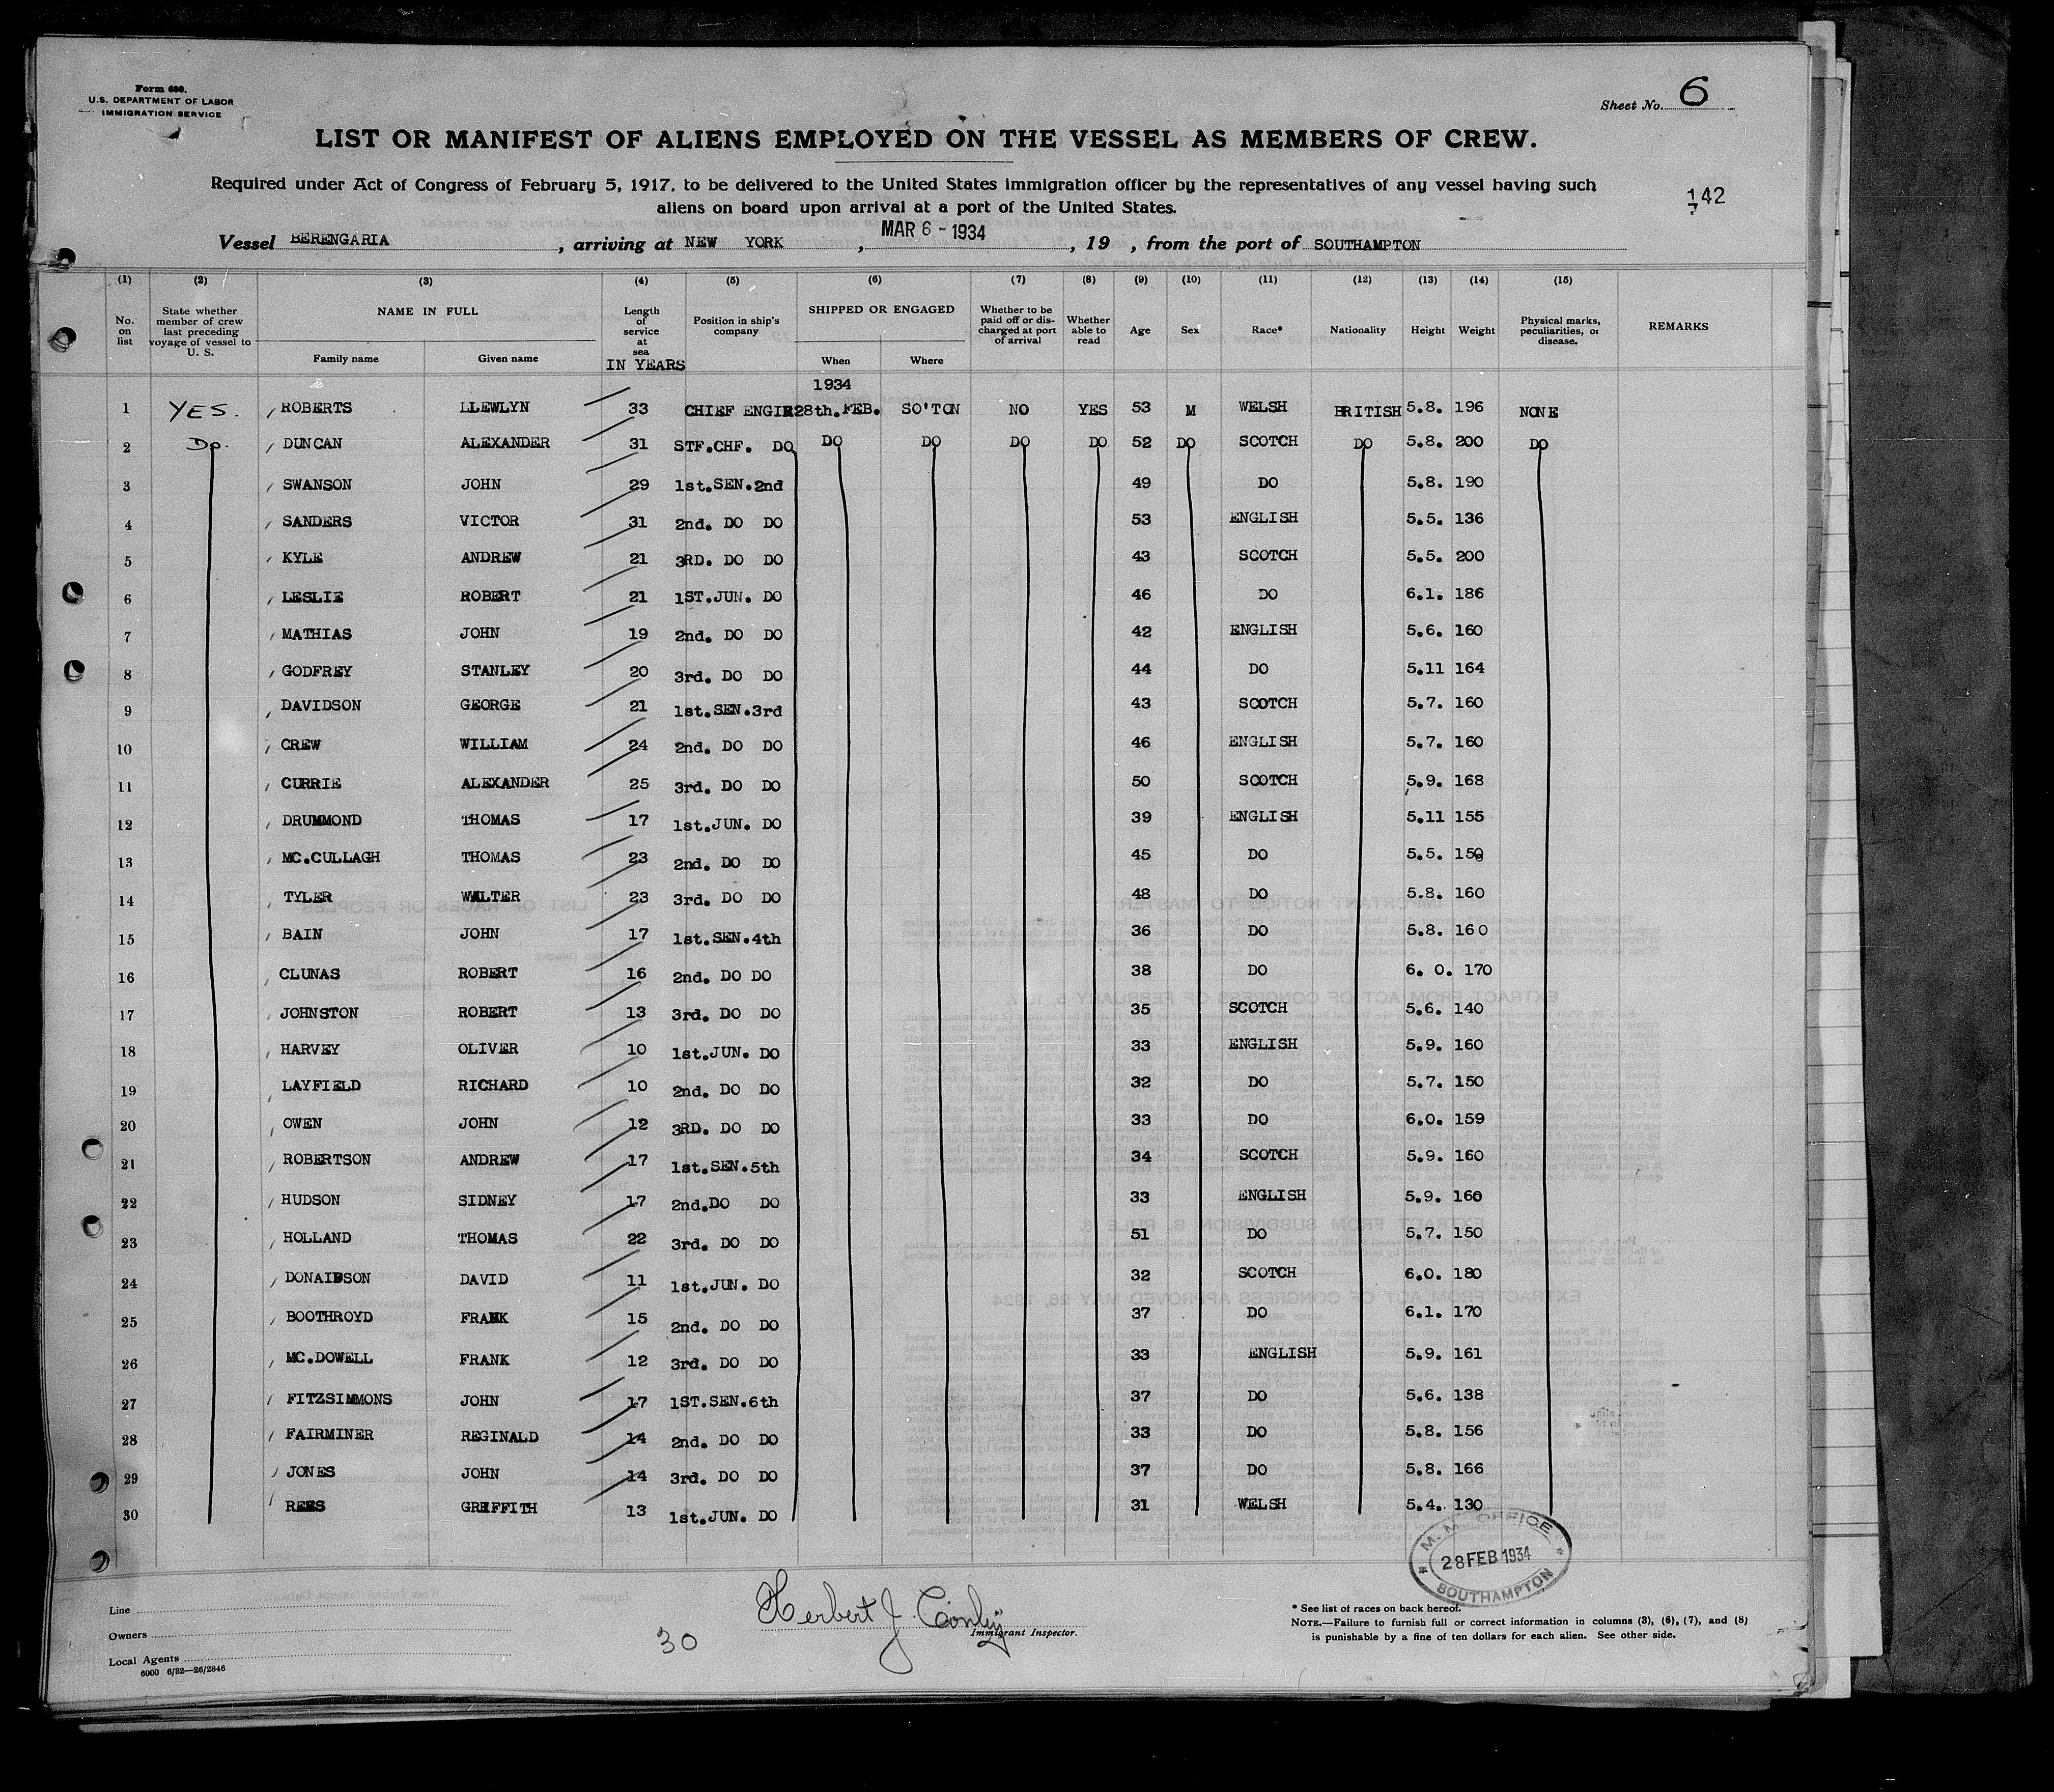 Form 680.
U.S. DEPARTMENT OF LABOR
IMMIGRATION SERVICE
Sheet No. 6
LIST OR MANIFEST OF ALIENS EMPLOYED ON THE VESSEL AS MEMBERS OF CREW.
Required under Act of Congress of February 5, 1917, to be delivered to the United States immigration officer by the representatives of any vessel having such
aliens on board upon arrival at a port of the United States.
142
Vessel BERENGARIA, arriving at NEW YORK, MAR 6 - 1934, 19 , from the port of SOUTHAMPTON
(1) (2) (3) (4) (5) (6) (7) (8) (9) (10) (11) (12) (13) (14) (15)
No. on list State whether member of crew last preceding voyage of vessel to U. S. NAME IN FULL Family name Given name Length of service at sea IN YEARS Position in ship's company SHIPPED OR ENGAGED When Where Whether to be paid off or discharged at port of arrival Whether able to read Age Sex Race* Nationality Height Weight Physical marks, peculiarities, or disease. REMARKS
1934
1 YES. ROBERTS LLEWLYN 33 CHIEF ENGIR 28th. FEB. SO'TON NO YES 53 M WELSH BRITISH 5.8. 196 NONE
2 Do. DUNCAN ALEXANDER 31 STF.CHF. DO DO DO DO DO 52 DO SCOTCH DO 5.8. 200 DO
3 SWANSON JOHN 29 1st.SEN.2nd 49 DO 5.8. 190
4 SANDERS VICTOR 31 2nd. DO DO 53 ENGLISH 5.5. 136
5 KYLE ANDREW 21 3RD. DO DO 43 SCOTCH 5.5. 200
6 LESLIE ROBERT 21 1ST.JUN. DO 46 DO 6.1. 186
7 MATHIAS JOHN 19 2nd. DO DO 42 ENGLISH 5.6. 160
8 GODFREY STANLEY 20 3rd. DO DO 44 DO 5.11 164
9 DAVIDSON GEORGE 21 1st.SEN.3rd 43 SCOTCH 5.7. 160
10 CREW WILLIAM 24 2nd. DO DO 46 ENGLISH 5.7. 160
11 CURRIE ALEXANDER 25 3rd. DO DO 50 SCOTCH 5.9. 168
12 DRUMMOND THOMAS 17 1st.JUN. DO 39 ENGLISH 5.11 155
13 MC.CULLAGH THOMAS 23 2nd. DO DO 45 DO 5.5. 150
14 TYLER WALTER 23 3rd. DO DO 48 DO 5.8. 160
15 BAIN JOHN 17 1st.SEN.4th 36 DO 5.8. 160
16 CLUNAS ROBERT 16 2nd. DO DO 38 DO 6. 0. 170
17 JOHNSTON ROBERT 13 3rd. DO DO 35 SCOTCH 5.6. 140
18 HARVEY OLIVER 10 1st.JUN. DO 33 ENGLISH 5.9. 160
19 LAYFIELD RICHARD 10 2nd. DO DO 32 DO 5.7. 150
20 OWEN JOHN 12 3RD. DO DO 33 DO 6.0. 159
21 ROBERTSON ANDREW 17 1st.SEN.5th 34 SCOTCH 5.9. 160
22 HUDSON SIDNEY 17 2nd.DO DO 33 ENGLISH 5.9. 160
23 HOLLAND THOMAS 22 3rd. DO DO 51 DO 5.7. 150
24 DONALDSON DAVID 11 1st.JUN. DO 32 SCOTCH 6.0. 180
25 BOOTHROYD FRANK 15 2nd. DO DO 37 DO 6.1. 170
26 MC.DOWELL FRANK 12 3rd. DO DO 33 ENGLISH 5.9. 161
27 FITZSIMMONS JOHN 17 1ST.SEN.6th 37 DO 5.6. 138
28 FAIRMINER REGINALD 14 2nd. DO DO 33 DO 5.8. 156
29 JONES JOHN 14 3rd. DO DO 37 DO 5.8. 166
30 REES GRIFFITH 13 1st.JUN. DO 31 WELSH 5.4. 130
M. M. OFFICE
28 FEB 1934
SOUTHAMPTON
Line
Owners
Local Agents
6000 6/32—26/2846
30
Herbert J.
Immigrant Inspector.
* See list of races on back hereof.
NOTE.—Failure to furnish full or correct information in columns (3), (6), (7), and (8)
is punishable by a fine of ten dollars for each alien. See other side.